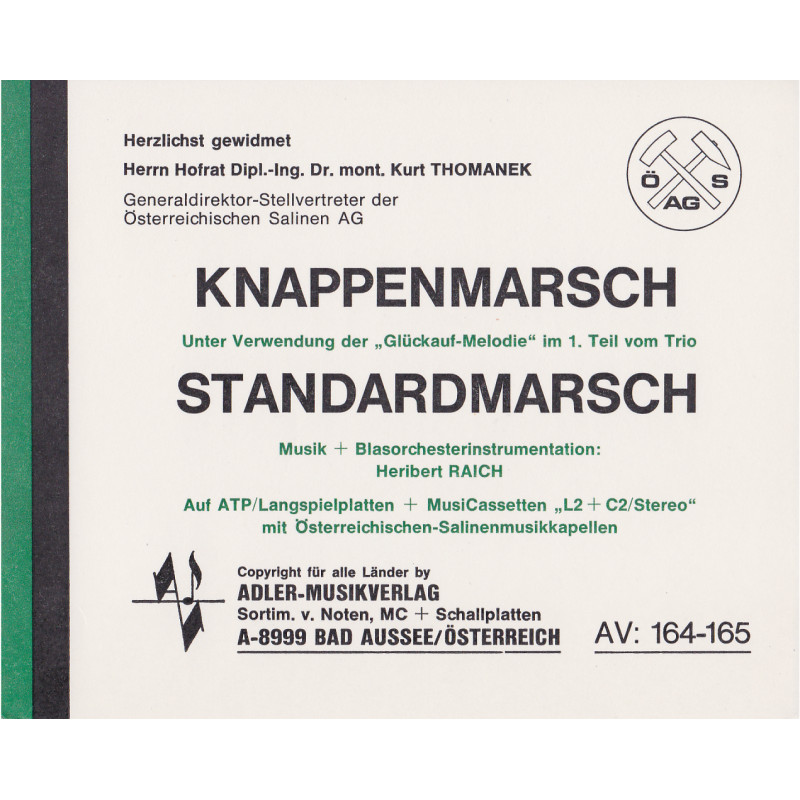 Herzlichst gewidmet
Herrn Hofrat Dipl.-Ing. Dr. mont. Kurt THOMANEK
Generaldirektor-Stellvertreter der
Österreichischen Salinen AG
Ö S
AG
KNAPPENMARSCH
Unter Verwendung der „Glückauf-Melodie“ im 1. Teil vom Trio
STANDARDMARSCH
Musik + Blasorchesterinstrumentation:
Heribert RAICH
Auf ATP/Langspielplatten + MusiCassetten „L2 + C2/Stereo“
mit Österreichischen-Salinenmusikkapellen
A V
Copyright für alle Länder by
ADLER-MUSIKVERLAG
Sortim. v. Noten, MC + Schallplatten
A-8999 BAD AUSSEE/ÖSTERREICH
AV: 164-165